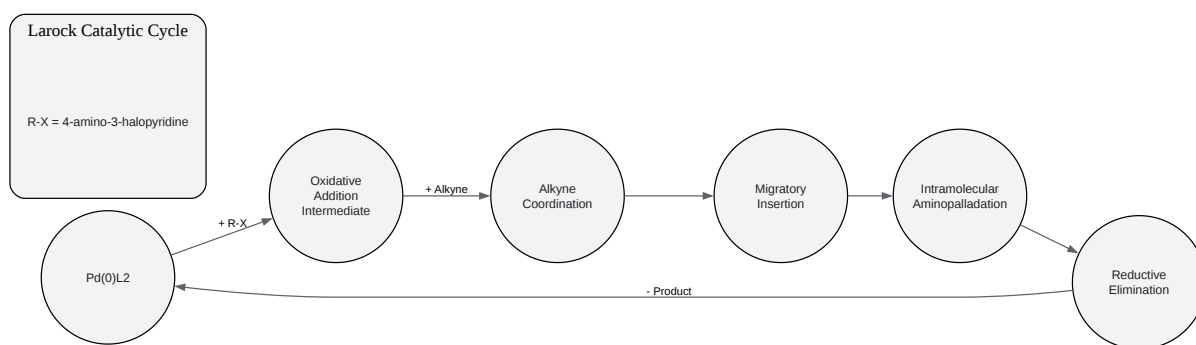 Larock Catalytic Cycle
R-X = 4-amino-3-halopyridine
Pd(0)L2
+ R-X
Oxidative
Addition
Intermediate
+ Alkyne
Alkyne
Coordination
Migratory
Insertion
Intramolecular
Aminopalladation
Reductive
Elimination
- Product